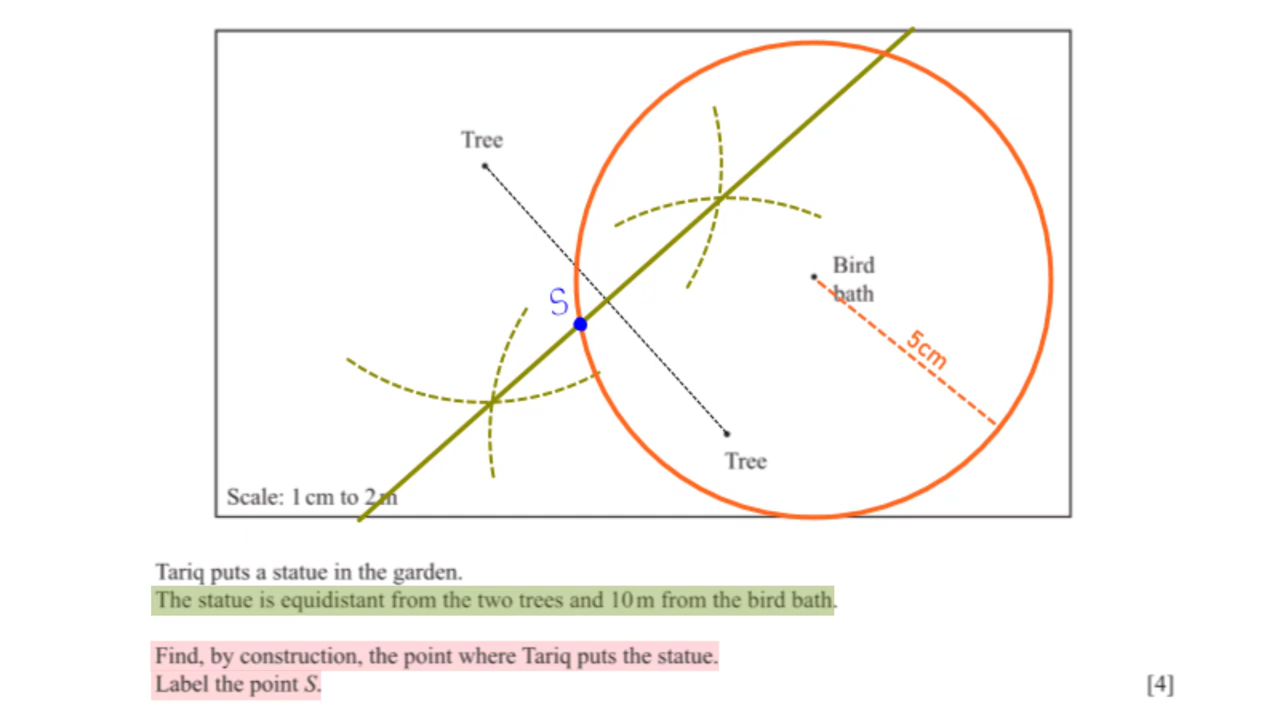 Tree
Bird
bath
S
5cm
Tree
Scale: 1 cm to 2 m
Tariq puts a statue in the garden.
The statue is equidistant from the two trees and 10 m from the bird bath.
Find, by construction, the point where Tariq puts the statue.
Label the point S.
[4]